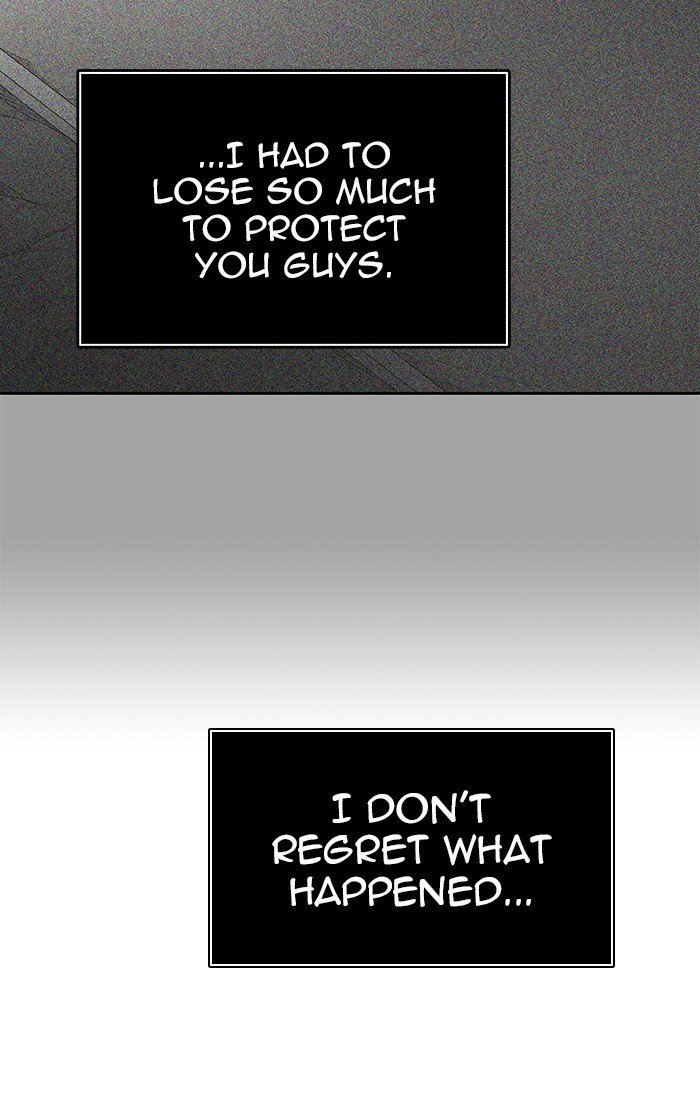 ...I HAD TO
LOSE SO MUCH
TO PROTECT
YOU GUYS.
I DON'T
REGRET WHAT
HAPPENED...